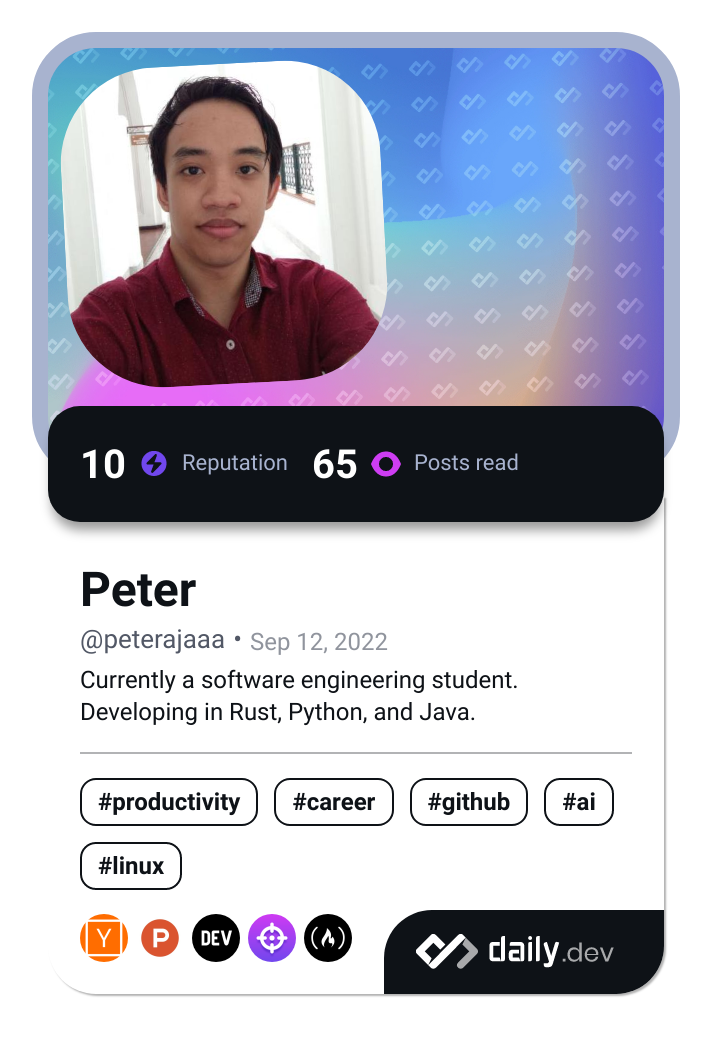 10 Reputation 65 Posts read
Peter
@peterajaaa • Sep 12, 2022
Currently a software engineering student.
Developing in Rust, Python, and Java.
#productivity #career #github #ai
#linux
Y P DEV
daily.dev